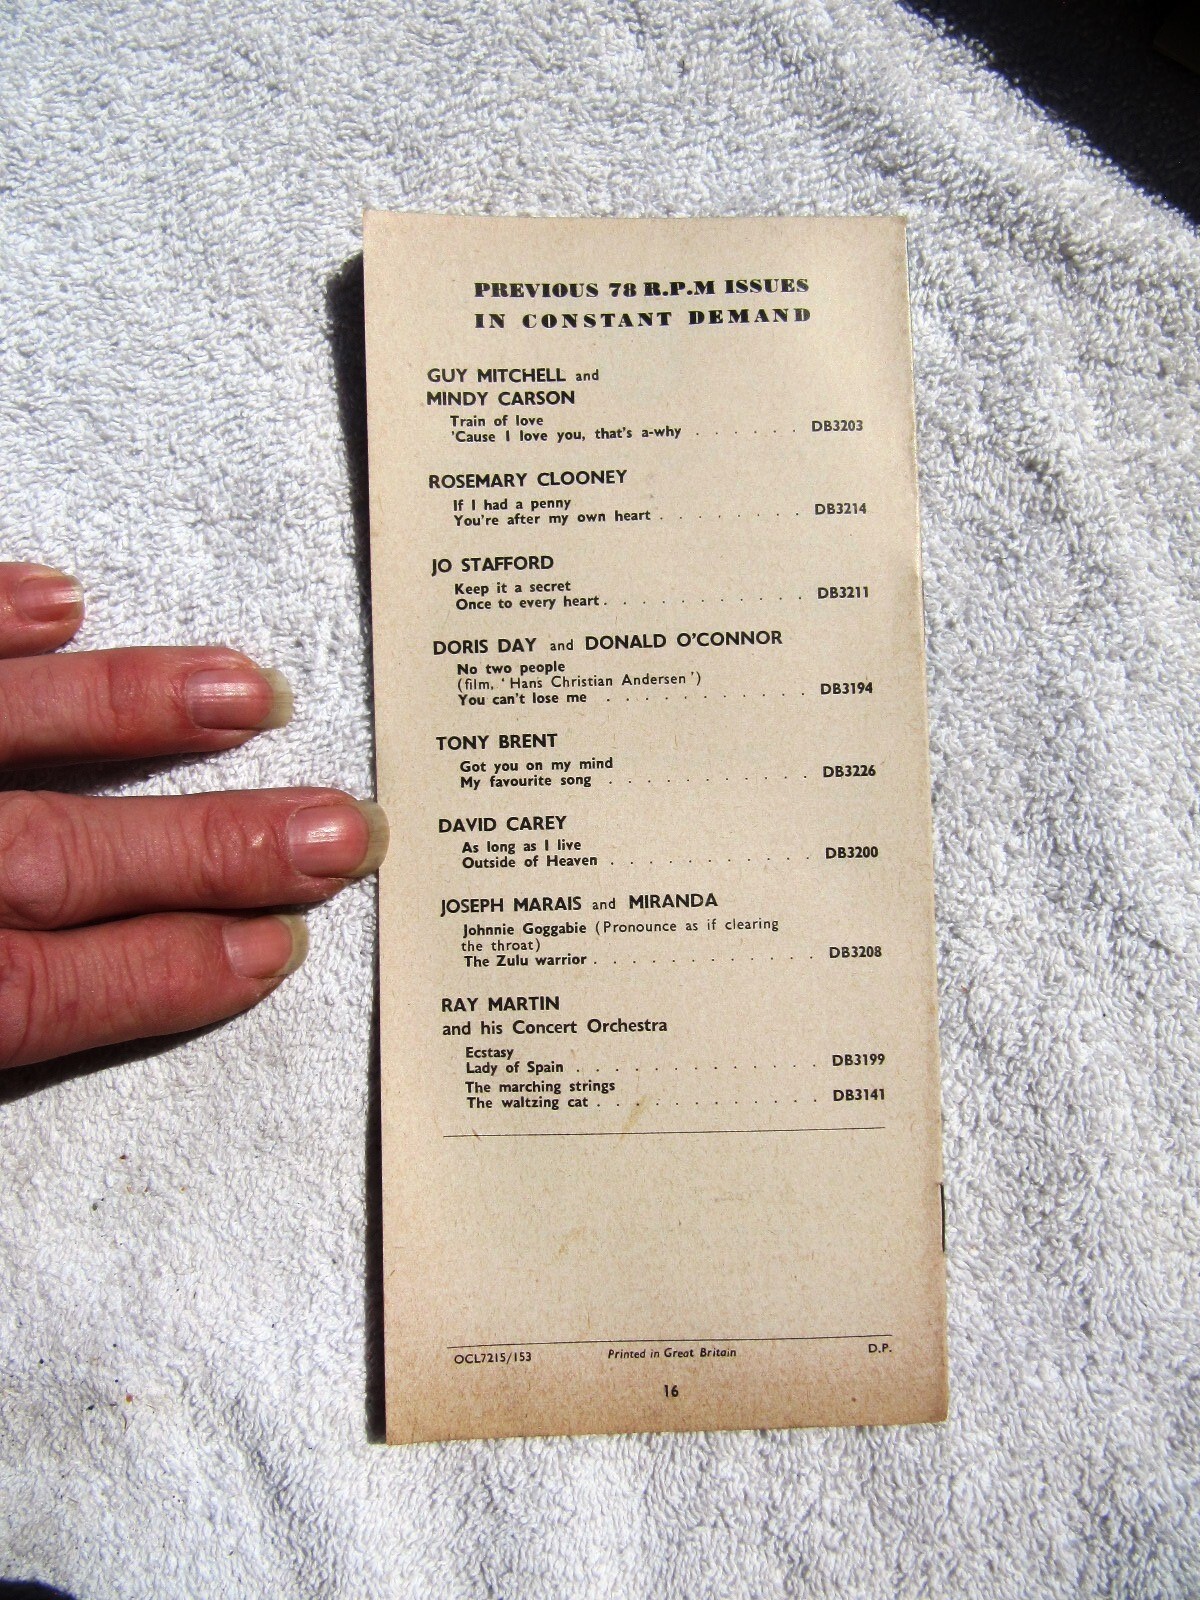 PREVIOUS 78 R.P.M ISSUES
IN CONSTANT DEMAND
GUY MITCHELL and
MINDY CARSON
Train of love
'Cause I love you, that's a-why . . . . . . DB3203
ROSEMARY CLOONEY
If I had a penny
You're after my own heart . . . . . . . . DB3214
JO STAFFORD
Keep it a secret
Once to every heart . . . . . . . . . . . DB3211
DORIS DAY and DONALD O'CONNOR
No two people
(film, 'Hans Christian Andersen')
You can't lose me . . . . . . . . . . . DB3194
TONY BRENT
Got you on my mind
My favourite song . . . . . . . . . . . DB3226
DAVID CAREY
As long as I live
Outside of Heaven . . . . . . . . . . . DB3200
JOSEPH MARAIS and MIRANDA
Johnnie Goggabie (Pronounce as if clearing
the throat)
The Zulu warrior . . . . . . . . . . . . DB3208
RAY MARTIN
and his Concert Orchestra
Ecstasy
Lady of Spain . . . . . . . . . . . . . DB3199
The marching strings
The waltzing cat . . . . . . . . . . . . DB3141
OCL7215/153 Printed in Great Britain D.P.
16